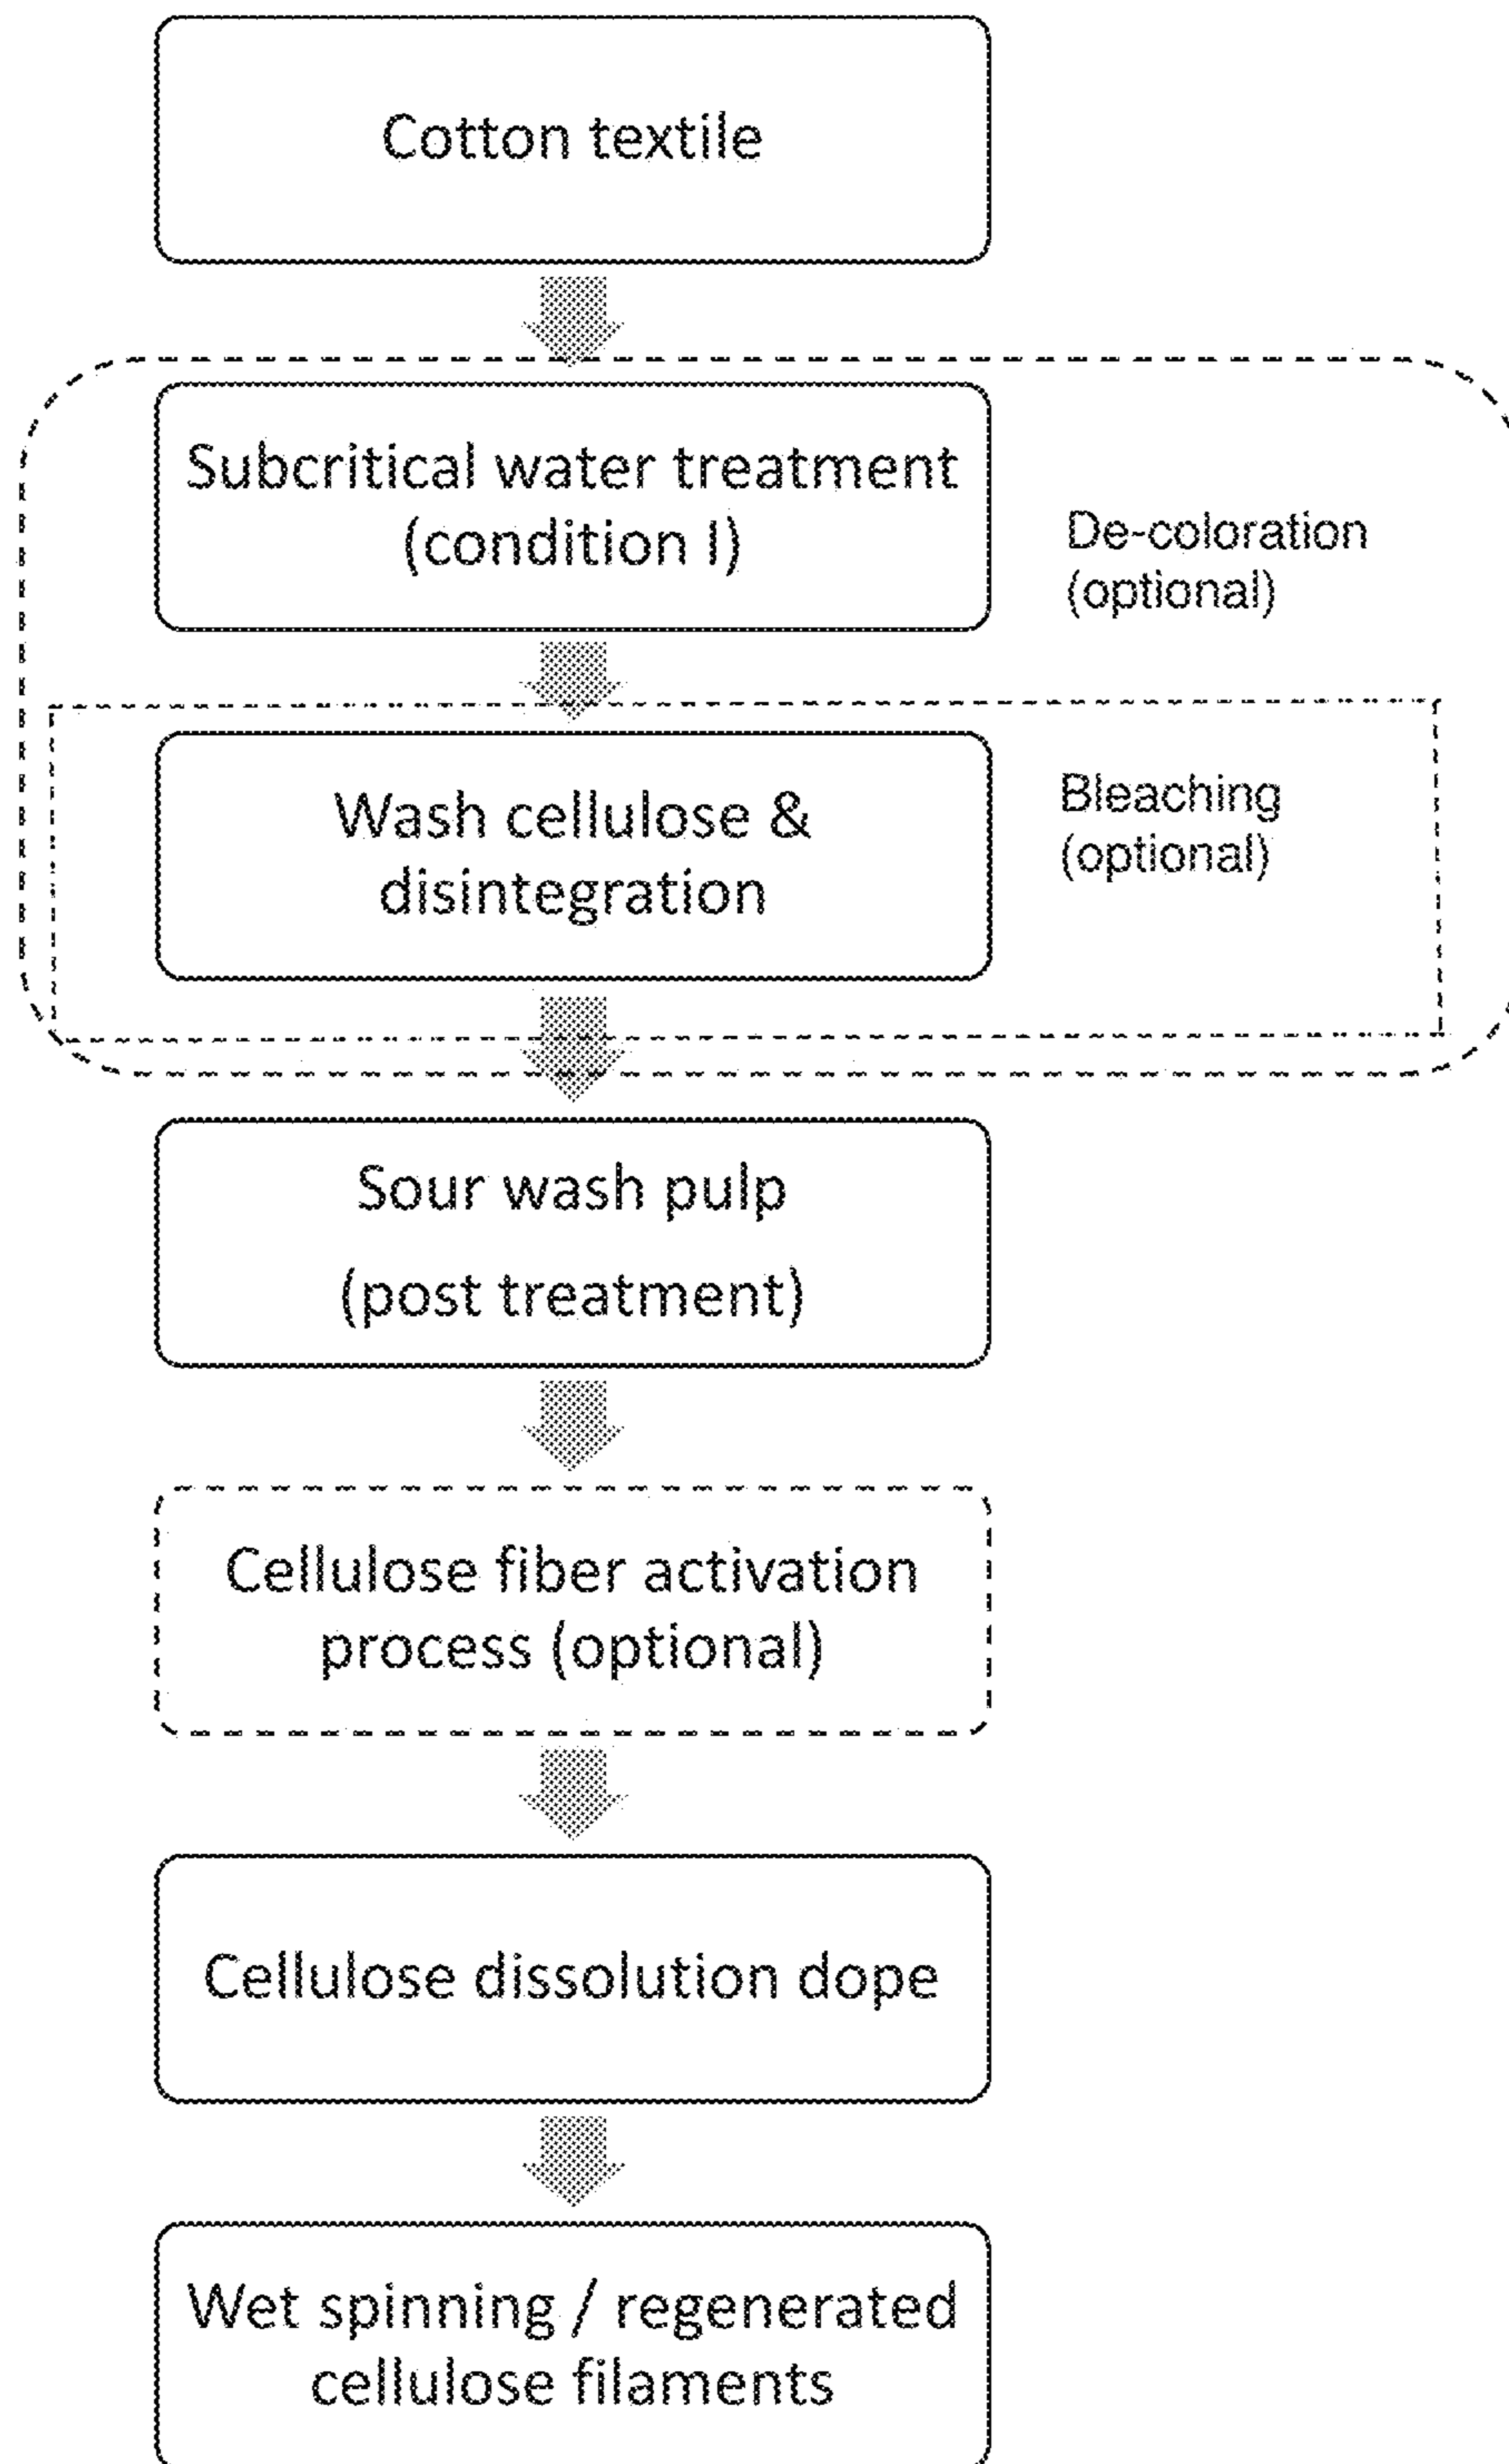 Cotton textile
Subcritical water treatment
(condition I)
De-coloration
(optional)
Wash cellulose &
disintegration
Bleaching
(optional)
Sour wash pulp
(post treatment)
Cellulose fiber activation
process (optional)
Cellulose dissolution dope
Wet spinning / regenerated
cellulose filaments